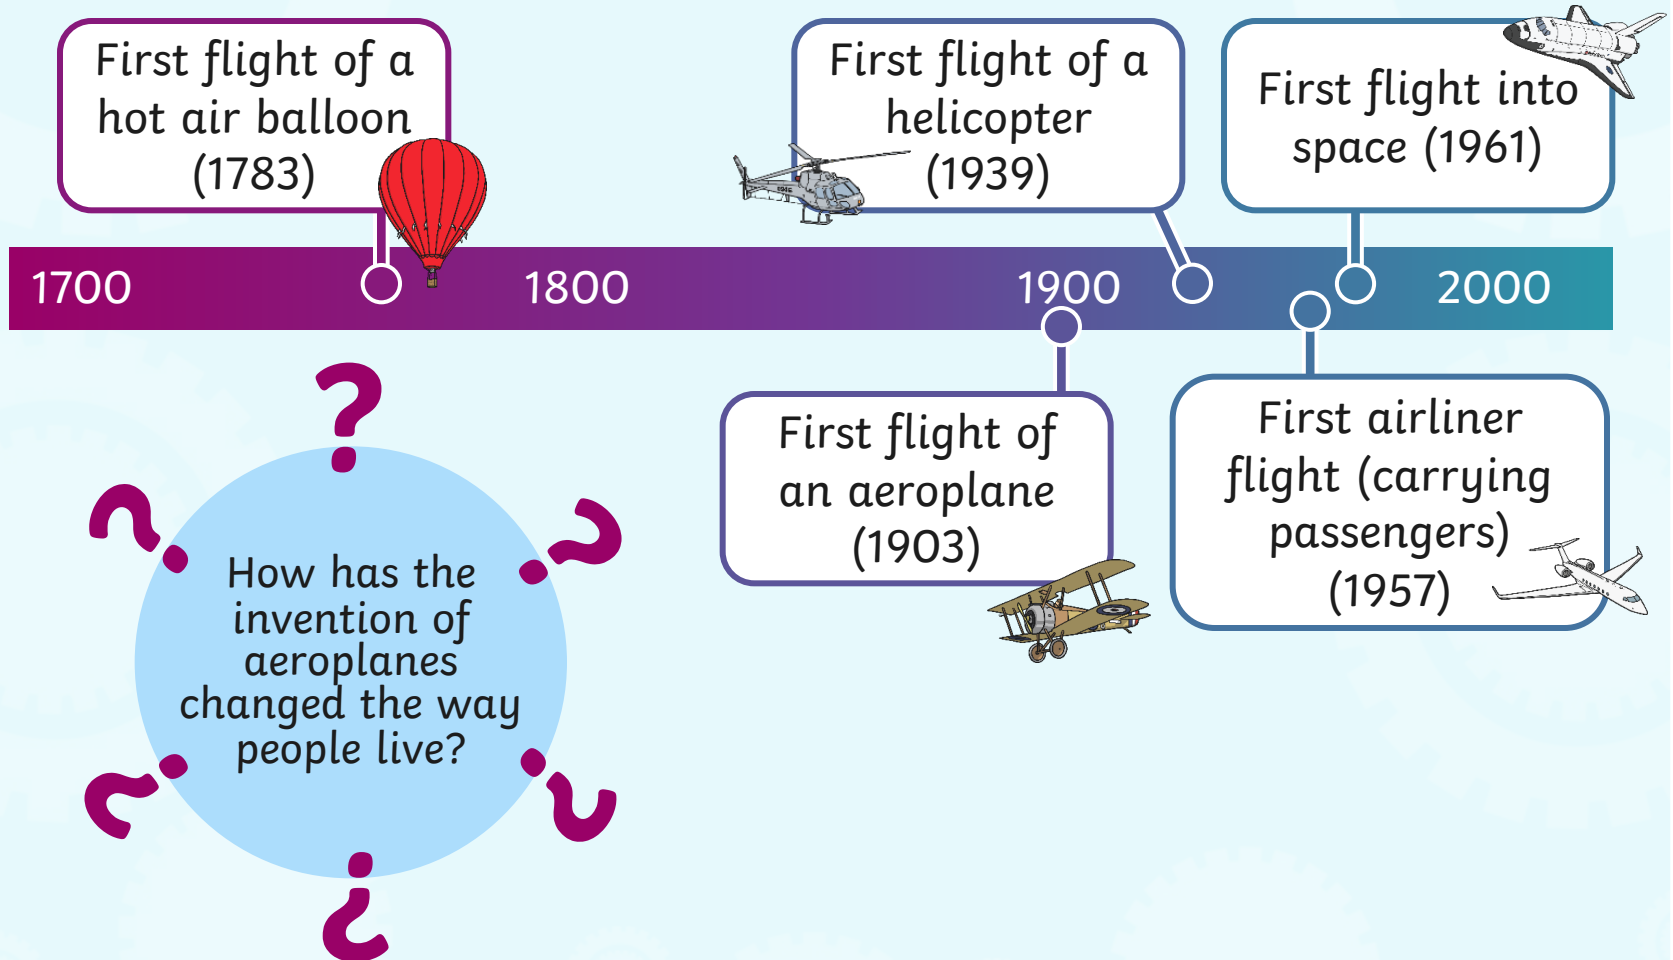 First flight of a
hot air balloon
(1783)
First flight of a
helicopter
(1939)
First flight into
space (1961)
1700
1800
1900
2000
First flight of
an aeroplane
(1903)
First airliner
flight (carrying
passengers)
(1957)
?
?
?
?
?
?
How has the
invention of
aeroplanes
changed the way
people live?